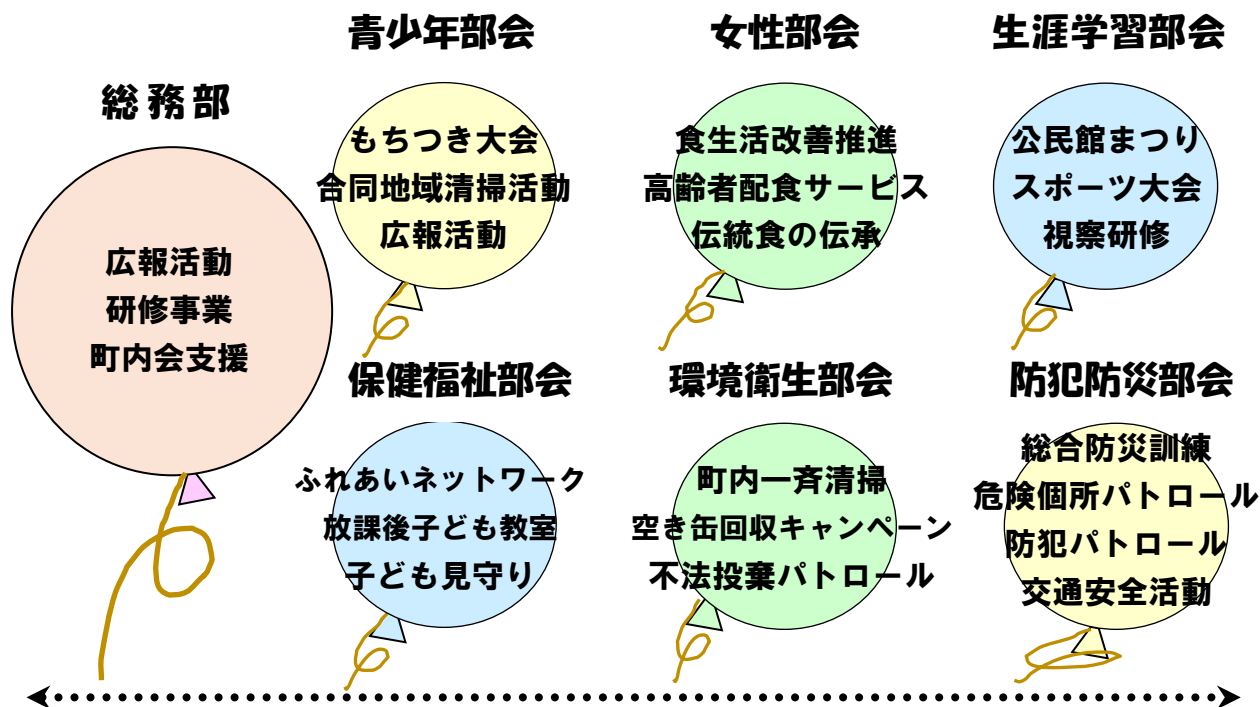 総務部
広報活動
研修事業
町内会支援
青少年部会
もちつき大会
合同地域清掃活動
広報活動
女性部会
食生活改善推進
高齢者配食サービス
伝統食の伝承
生涯学習部会
公民館まつり
スポーツ大会
視察研修
保健福祉部会
ふれあいネットワーク
放課後子ども教室
子ども見守り
環境衛生部会
町内一斉清掃
空き缶回収キャンペーン
不法投棄パトロール
防犯防災部会
総合防災訓練
危険個所パトロール
防犯パトロール
交通安全活動